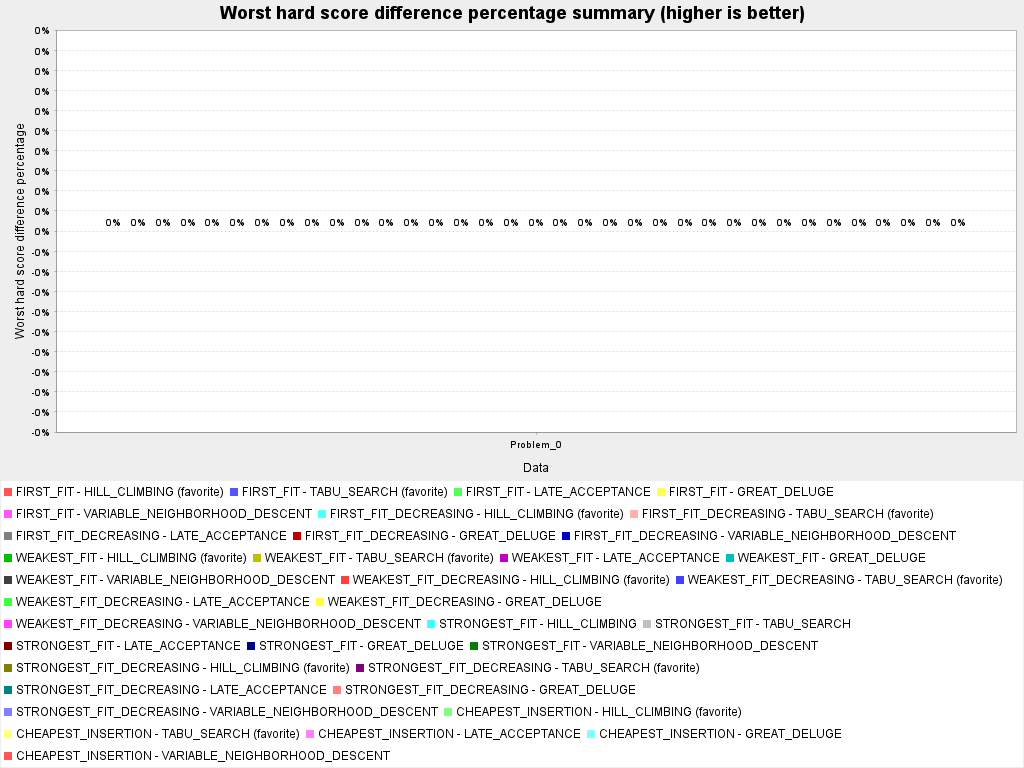 Worst hard score difference percentage summary (higher is better)
Worst hard score difference percentage
0%
0%
0%
0%
0%
0%
0%
0%
0%
0%
0%
-0%
-0%
-0%
-0%
-0%
-0%
-0%
-0%
-0%
-0%
0% 0% 0% 0% 0% 0% 0% 0% 0% 0% 0% 0% 0% 0% 0% 0% 0% 0% 0% 0% 0% 0% 0% 0% 0% 0% 0% 0% 0% 0% 0% 0% 0% 0% 0%
Problem_0
Data
FIRST_FIT - HILL_CLIMBING (favorite) FIRST_FIT - TABU_SEARCH (favorite) FIRST_FIT - LATE_ACCEPTANCE FIRST_FIT - GREAT_DELUGE
FIRST_FIT - VARIABLE_NEIGHBORHOOD_DESCENT FIRST_FIT_DECREASING - HILL_CLIMBING (favorite) FIRST_FIT_DECREASING - TABU_SEARCH (favorite)
FIRST_FIT_DECREASING - LATE_ACCEPTANCE FIRST_FIT_DECREASING - GREAT_DELUGE FIRST_FIT_DECREASING - VARIABLE_NEIGHBORHOOD_DESCENT
WEAKEST_FIT - HILL_CLIMBING (favorite) WEAKEST_FIT - TABU_SEARCH (favorite) WEAKEST_FIT - LATE_ACCEPTANCE WEAKEST_FIT - GREAT_DELUGE
WEAKEST_FIT - VARIABLE_NEIGHBORHOOD_DESCENT WEAKEST_FIT_DECREASING - HILL_CLIMBING (favorite) WEAKEST_FIT_DECREASING - TABU_SEARCH (favorite)
WEAKEST_FIT_DECREASING - LATE_ACCEPTANCE WEAKEST_FIT_DECREASING - GREAT_DELUGE
WEAKEST_FIT_DECREASING - VARIABLE_NEIGHBORHOOD_DESCENT STRONGEST_FIT - HILL_CLIMBING STRONGEST_FIT - TABU_SEARCH
STRONGEST_FIT - LATE_ACCEPTANCE STRONGEST_FIT - GREAT_DELUGE STRONGEST_FIT - VARIABLE_NEIGHBORHOOD_DESCENT
STRONGEST_FIT_DECREASING - HILL_CLIMBING (favorite) STRONGEST_FIT_DECREASING - TABU_SEARCH (favorite)
STRONGEST_FIT_DECREASING - LATE_ACCEPTANCE STRONGEST_FIT_DECREASING - GREAT_DELUGE
STRONGEST_FIT_DECREASING - VARIABLE_NEIGHBORHOOD_DESCENT CHEAPEST_INSERTION - HILL_CLIMBING (favorite)
CHEAPEST_INSERTION - TABU_SEARCH (favorite) CHEAPEST_INSERTION - LATE_ACCEPTANCE CHEAPEST_INSERTION - GREAT_DELUGE
CHEAPEST_INSERTION - VARIABLE_NEIGHBORHOOD_DESCENT